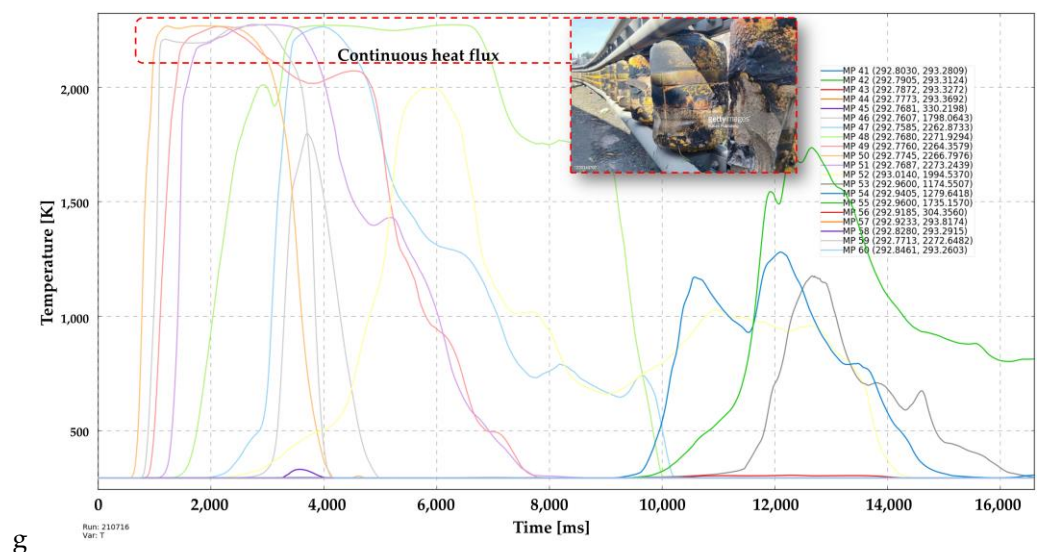 Continuous heat flux
gettyimages
MP 41 (292.8030, 293.2809)
MP 42 (292.7905, 293.3124)
MP 43 (292.7872, 293.3272)
MP 44 (292.7773, 293.3692)
MP 45 (292.7681, 330.2198)
MP 46 (292.7607, 1798.0643)
MP 47 (292.7585, 2262.8733)
MP 48 (292.7680, 2271.9294)
MP 49 (292.7760, 2264.3579)
MP 50 (292.7745, 2266.7976)
MP 51 (292.7687, 2273.2439)
MP 52 (293.0140, 1994.5370)
MP 53 (292.9600, 1174.5507)
MP 54 (292.9405, 1279.6418)
MP 55 (292.9600, 1735.1570)
MP 56 (292.9185, 304.3560)
MP 57 (292.9233, 293.8174)
MP 58 (292.8280, 293.2915)
MP 59 (292.7713, 2272.6482)
MP 60 (292.8461, 293.2603)
Temperature [K]
2,000
1,500
1,000
500
0 2,000 4,000 6,000 8,000 10,000 12,000 14,000 16,000
Time [ms]
Run: 210716
Var: T
g